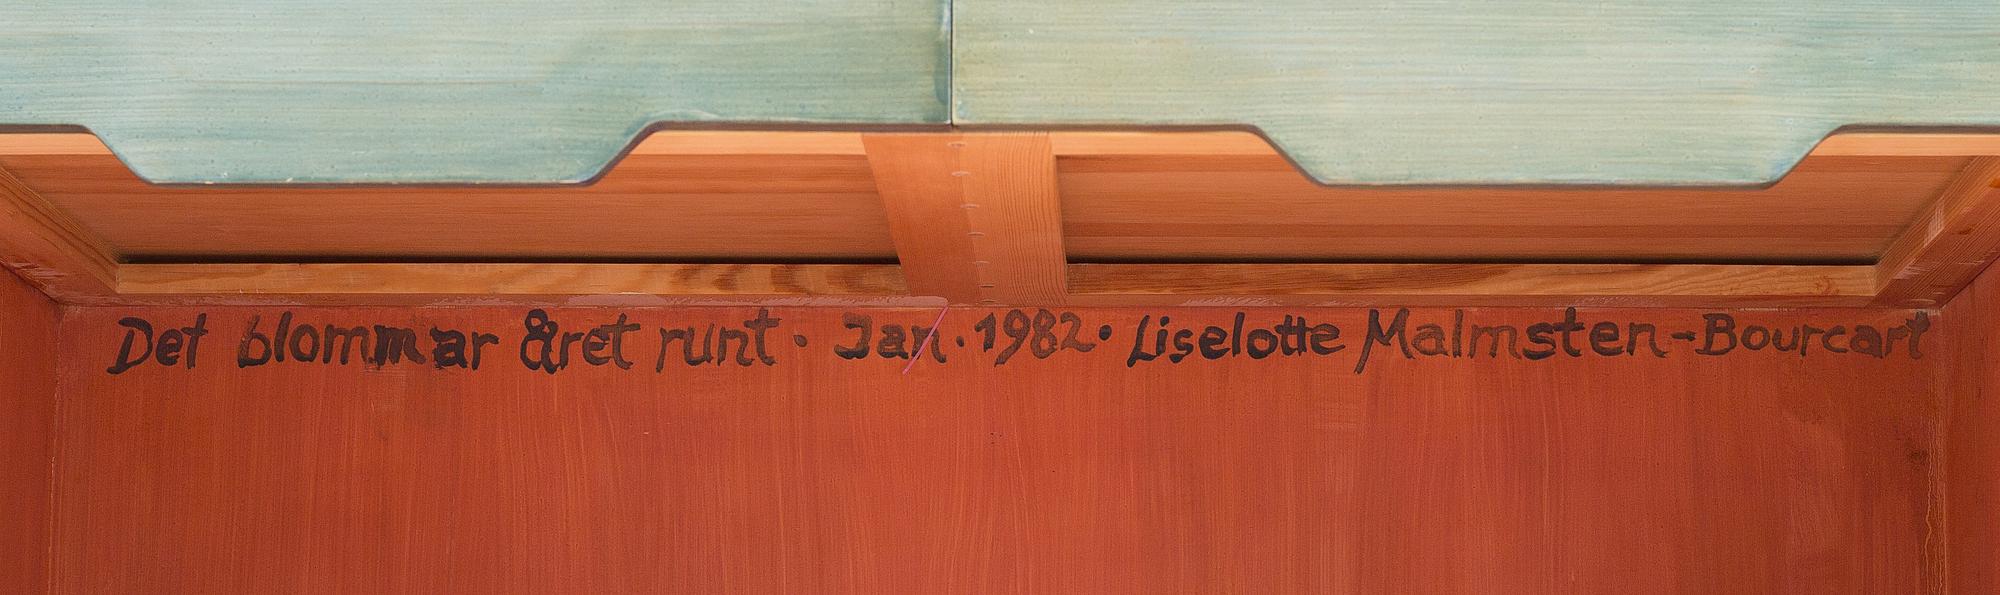 Det blommar året runt · Jan. 1982 · Liselotte Malmsten-Bourcart